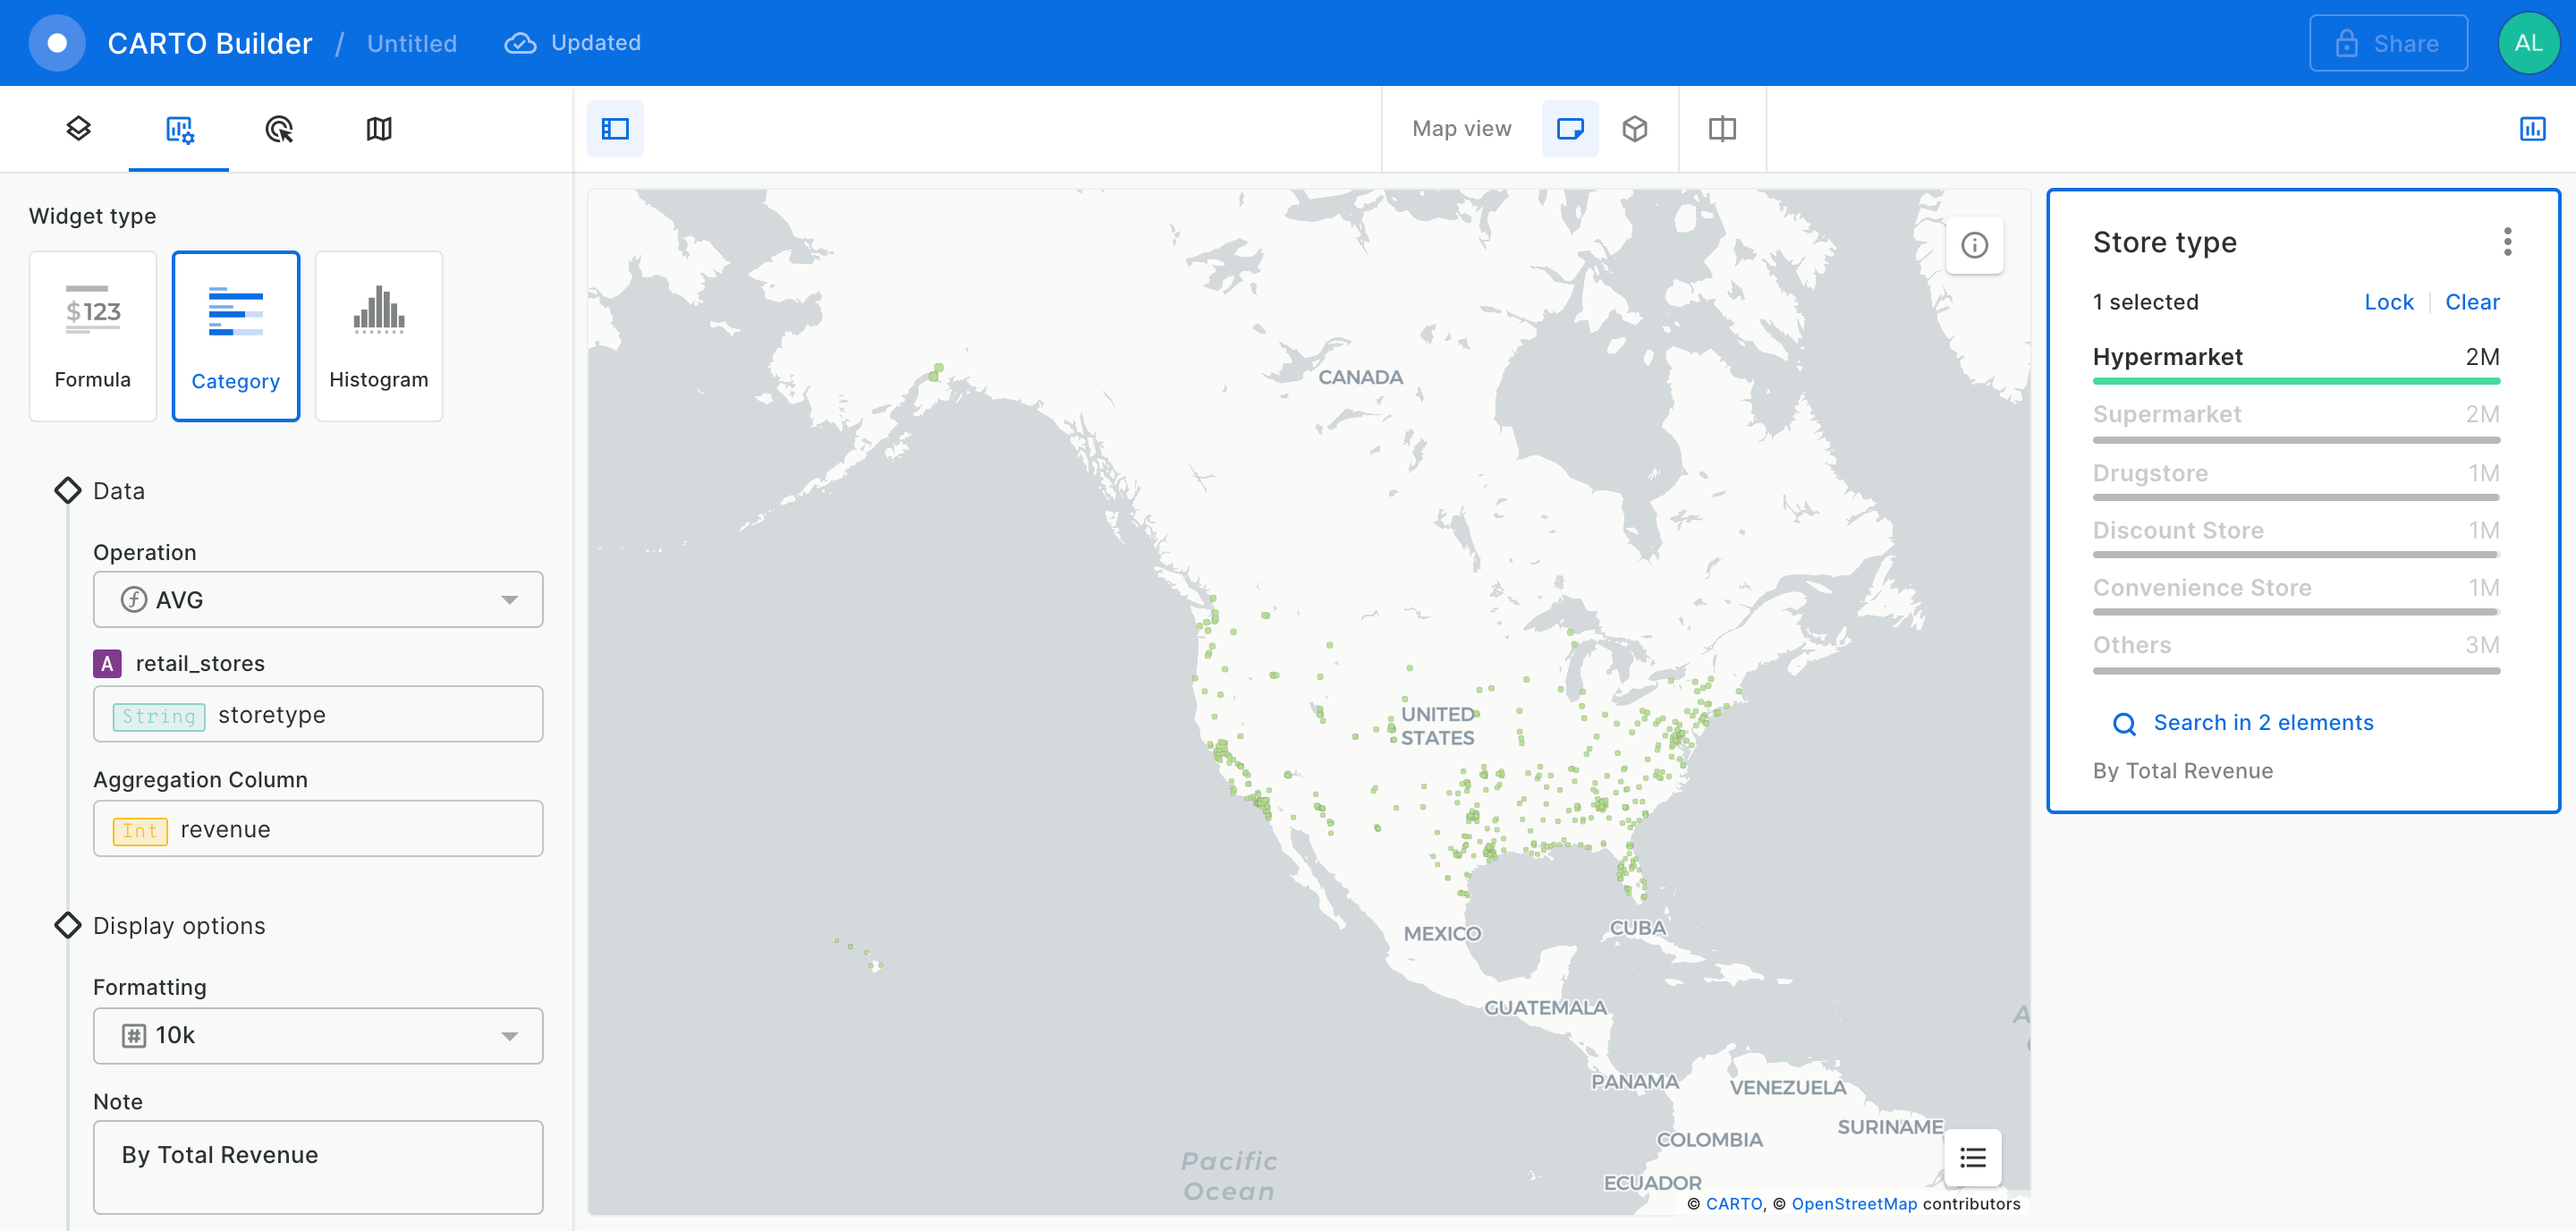 CARTO Builder / Untitled Updated
Share AL
Map view
Widget type
$123
Formula
Category
Histogram
Data
Operation
AVG
A retail_stores
String storetype
Aggregation Column
Int revenue
Display options
Formatting
# 10k
Note
By Total Revenue
CANADA
UNITED
STATES
MEXICO
CUBA
GUATEMALA
PANAMA
VENEZUELA
SURINAME
COLOMBIA
ECUADOR
Pacific
Ocean
A
© CARTO, © OpenStreetMap contributors
Store type
1 selected Lock Clear
Hypermarket 2M
Supermarket 2M
Drugstore 1M
Discount Store 1M
Convenience Store 1M
Others 3M
Search in 2 elements
By Total Revenue